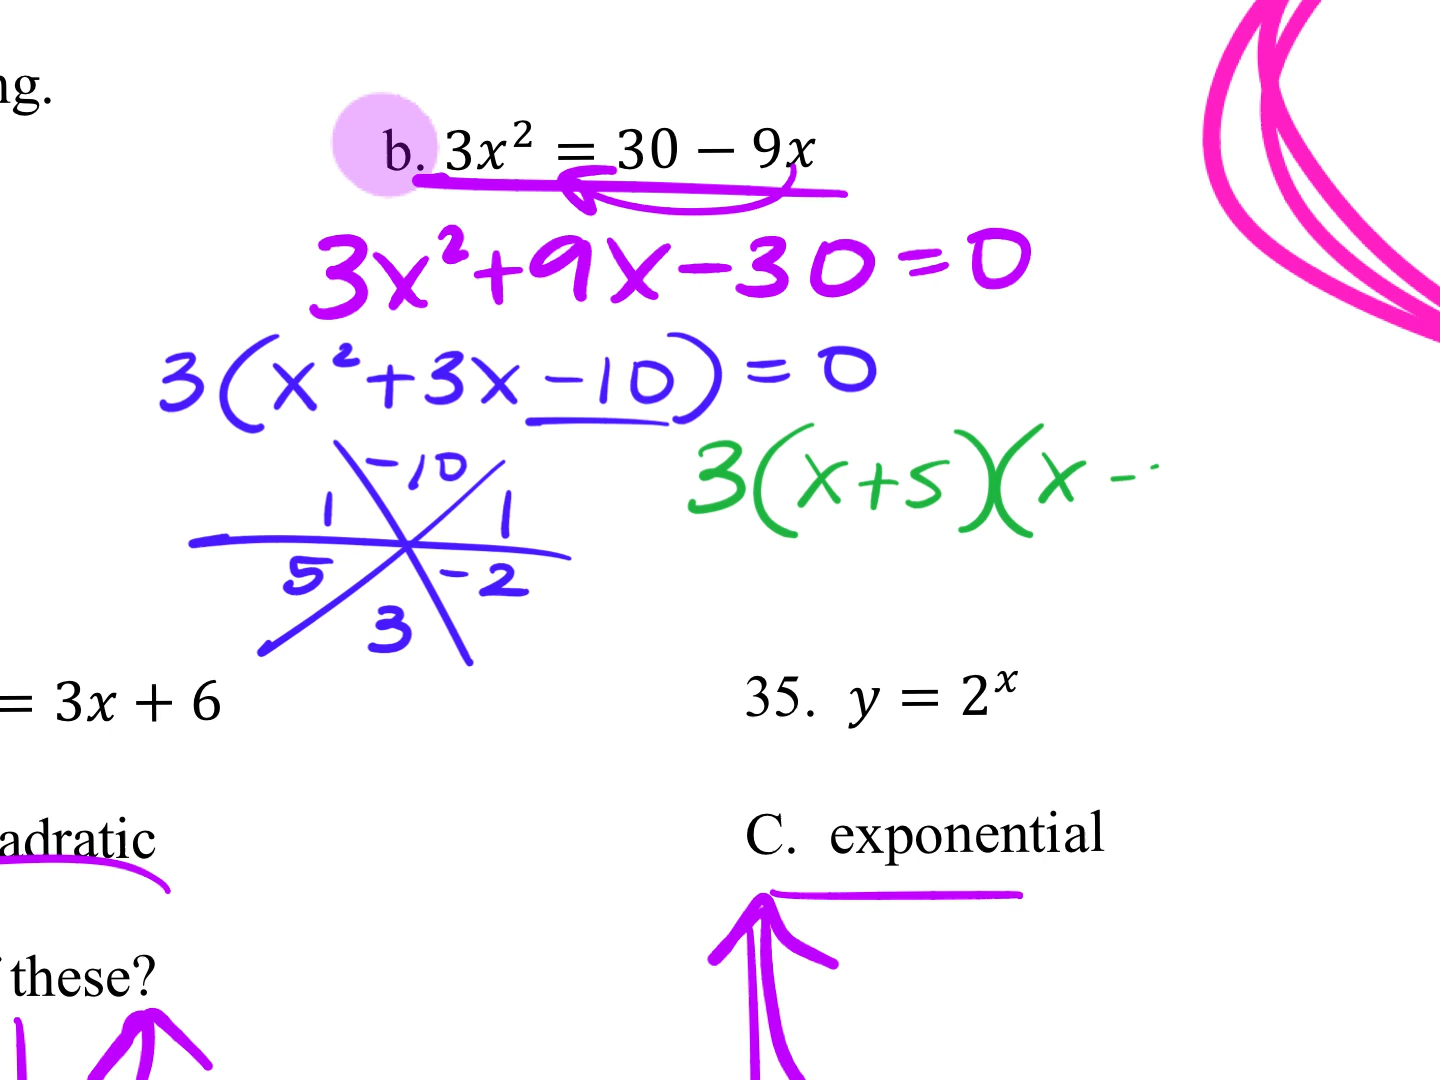 ng.
b. 3x² = 30 − 9x
3x²+9x−30=0
3(x²+3x−10)=0
3(x+5)(x-
−10
1 1
5 −2
3
= 3x + 6
35. y = 2ˣ
adratic
C. exponential
these?